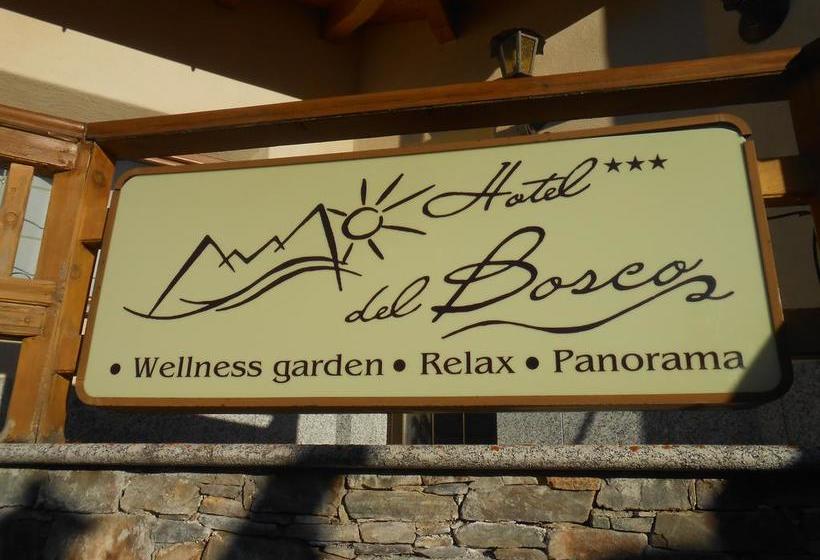 Hotel ★★★
del Bosco
• Wellness garden • Relax • Panorama